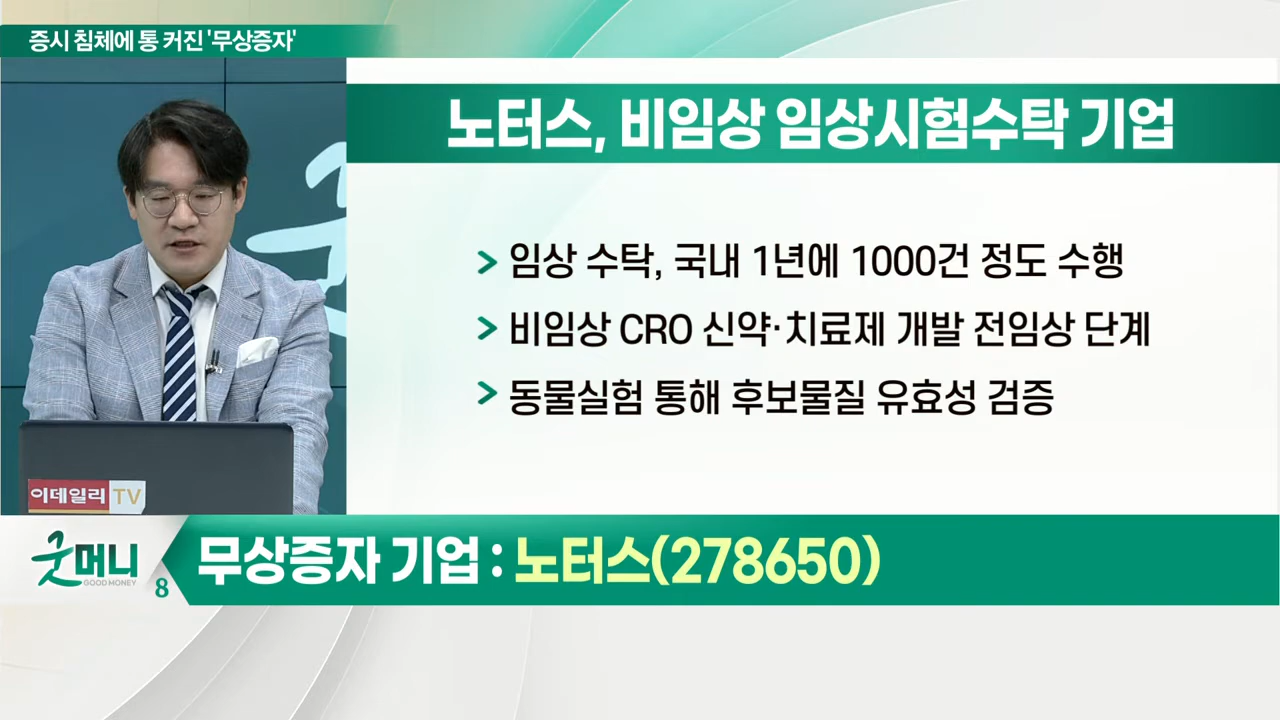 증시 침체에 통 커진 '무상증자'
노터스, 비임상 임상시험수탁 기업
> 임상 수탁, 국내 1년에 1000건 정도 수행
> 비임상 CRO 신약·치료제 개발 전임상 단계
> 동물실험 통해 후보물질 유효성 검증
이데일리 TV
굿머니
GOOD MONEY
8
무상증자 기업 : 노터스(278650)